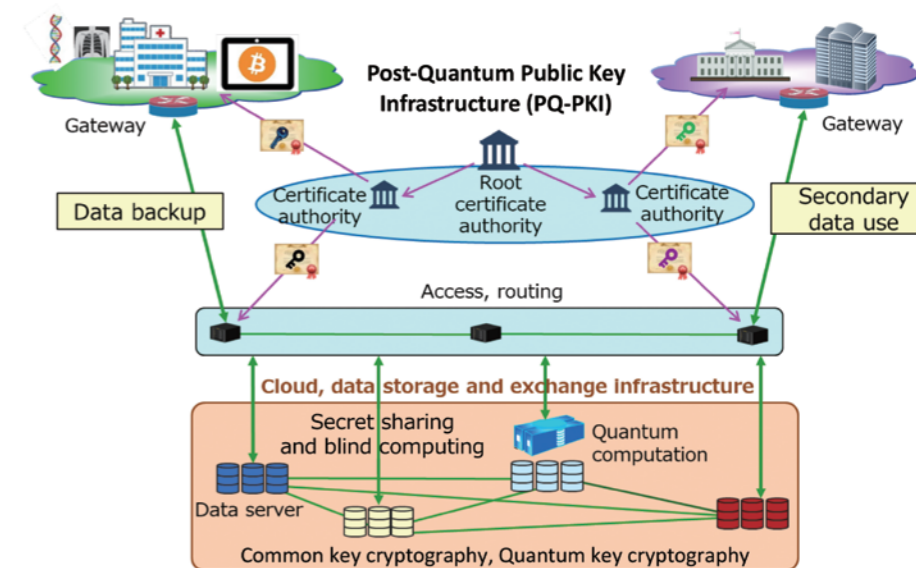 Post-Quantum Public Key
Infrastructure (PQ-PKI)
Gateway
Gateway
Data backup
Certificate
authority
Root
certificate
authority
Certificate
authority
Secondary
data use
Access, routing
Cloud, data storage and exchange infrastructure
Secret sharing
and blind computing
Quantum
computation
Data server
Common key cryptography, Quantum key cryptography